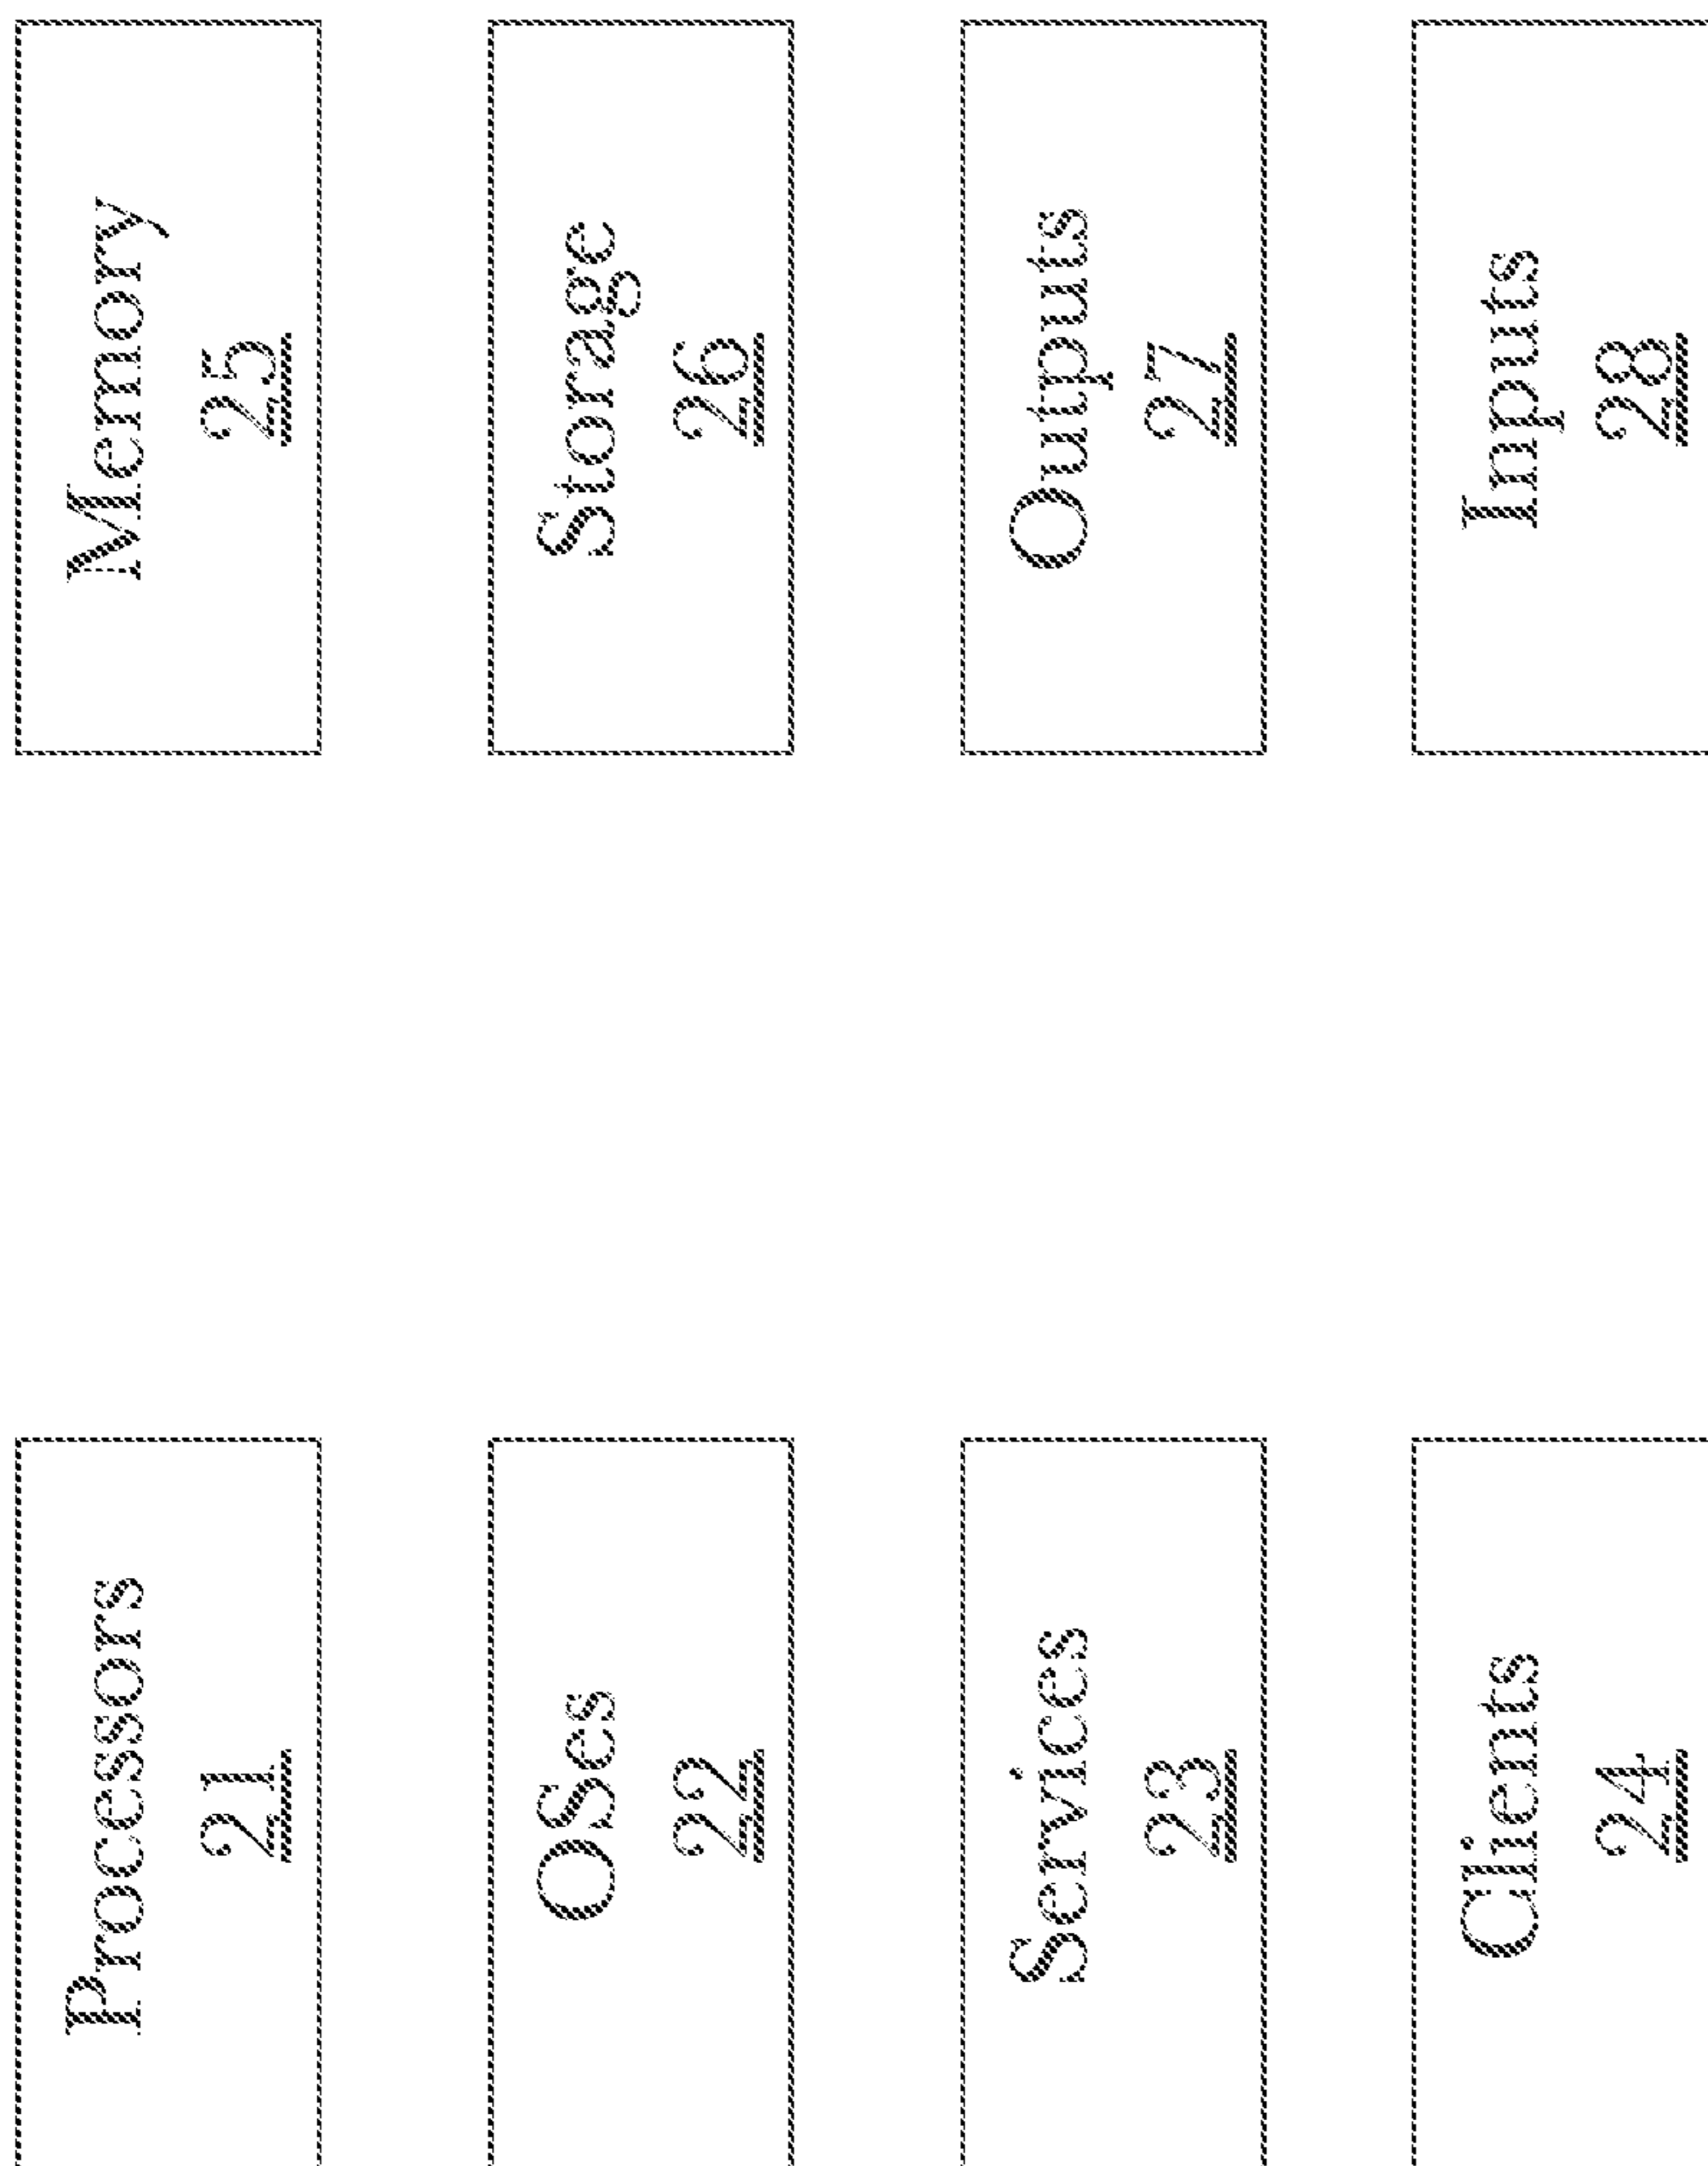 Processors
21
Memory
25
OSes
22
Storage
26
Services
23
Outputs
27
Clients
24
Inputs
28